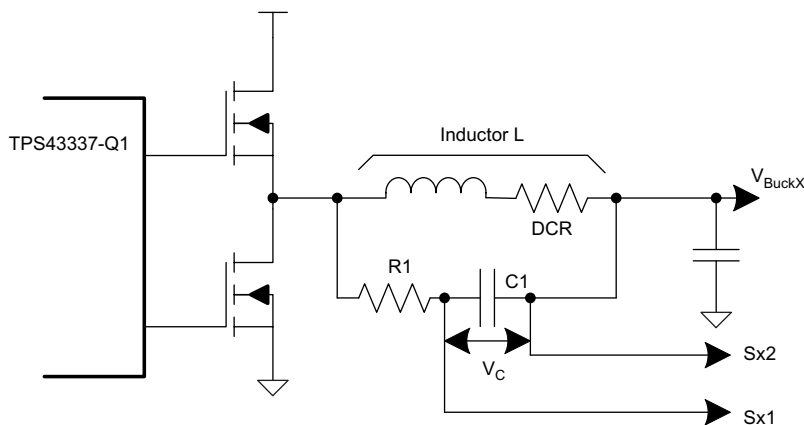 TPS43337-Q1
Inductor L
V_BuckX
DCR
R1
C1
V_C
Sx2
Sx1